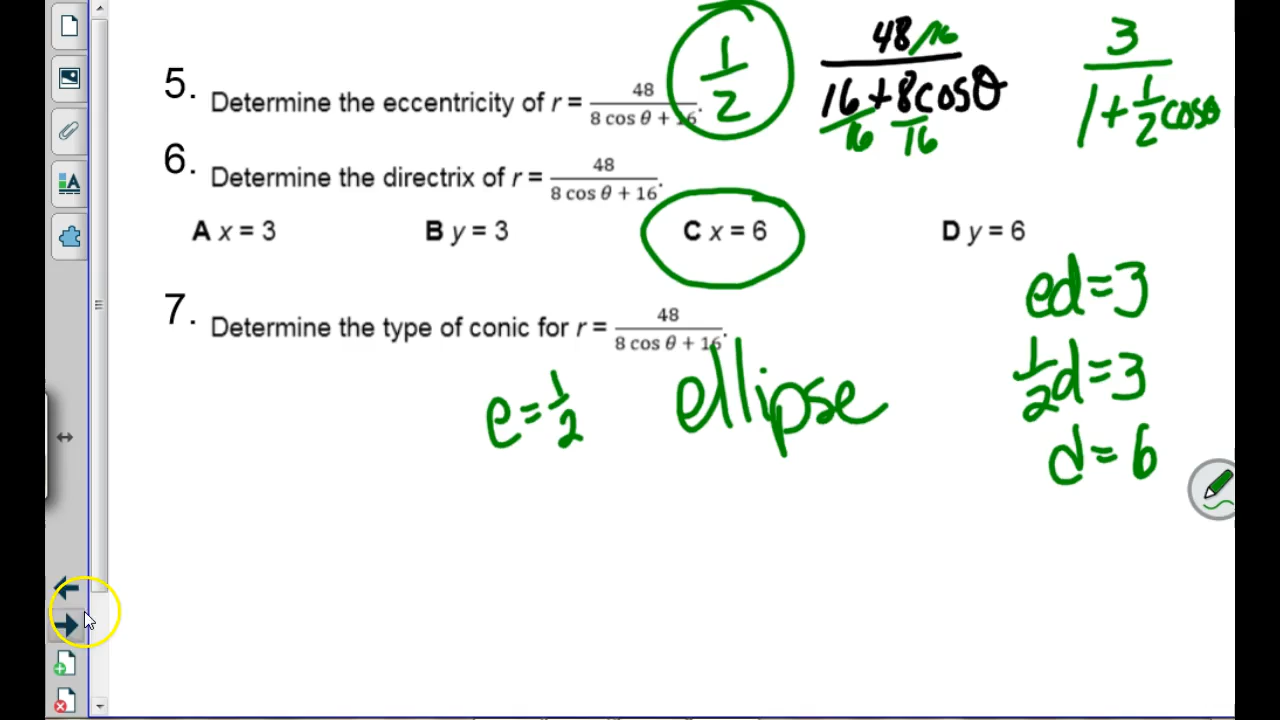 5. Determine the eccentricity of r = 48 / (8 cos θ + 16).
1/2
48/16 / (16/16 + 8/16 cosθ)
3 / (1 + 1/2 cosθ)
6. Determine the directrix of r = 48 / (8 cos θ + 16).
A x = 3 B y = 3 C x = 6 D y = 6
ed = 3
7. Determine the type of conic for r = 48 / (8 cos θ + 16).
1/2 d = 3
e = 1/2 ellipse
d = 6